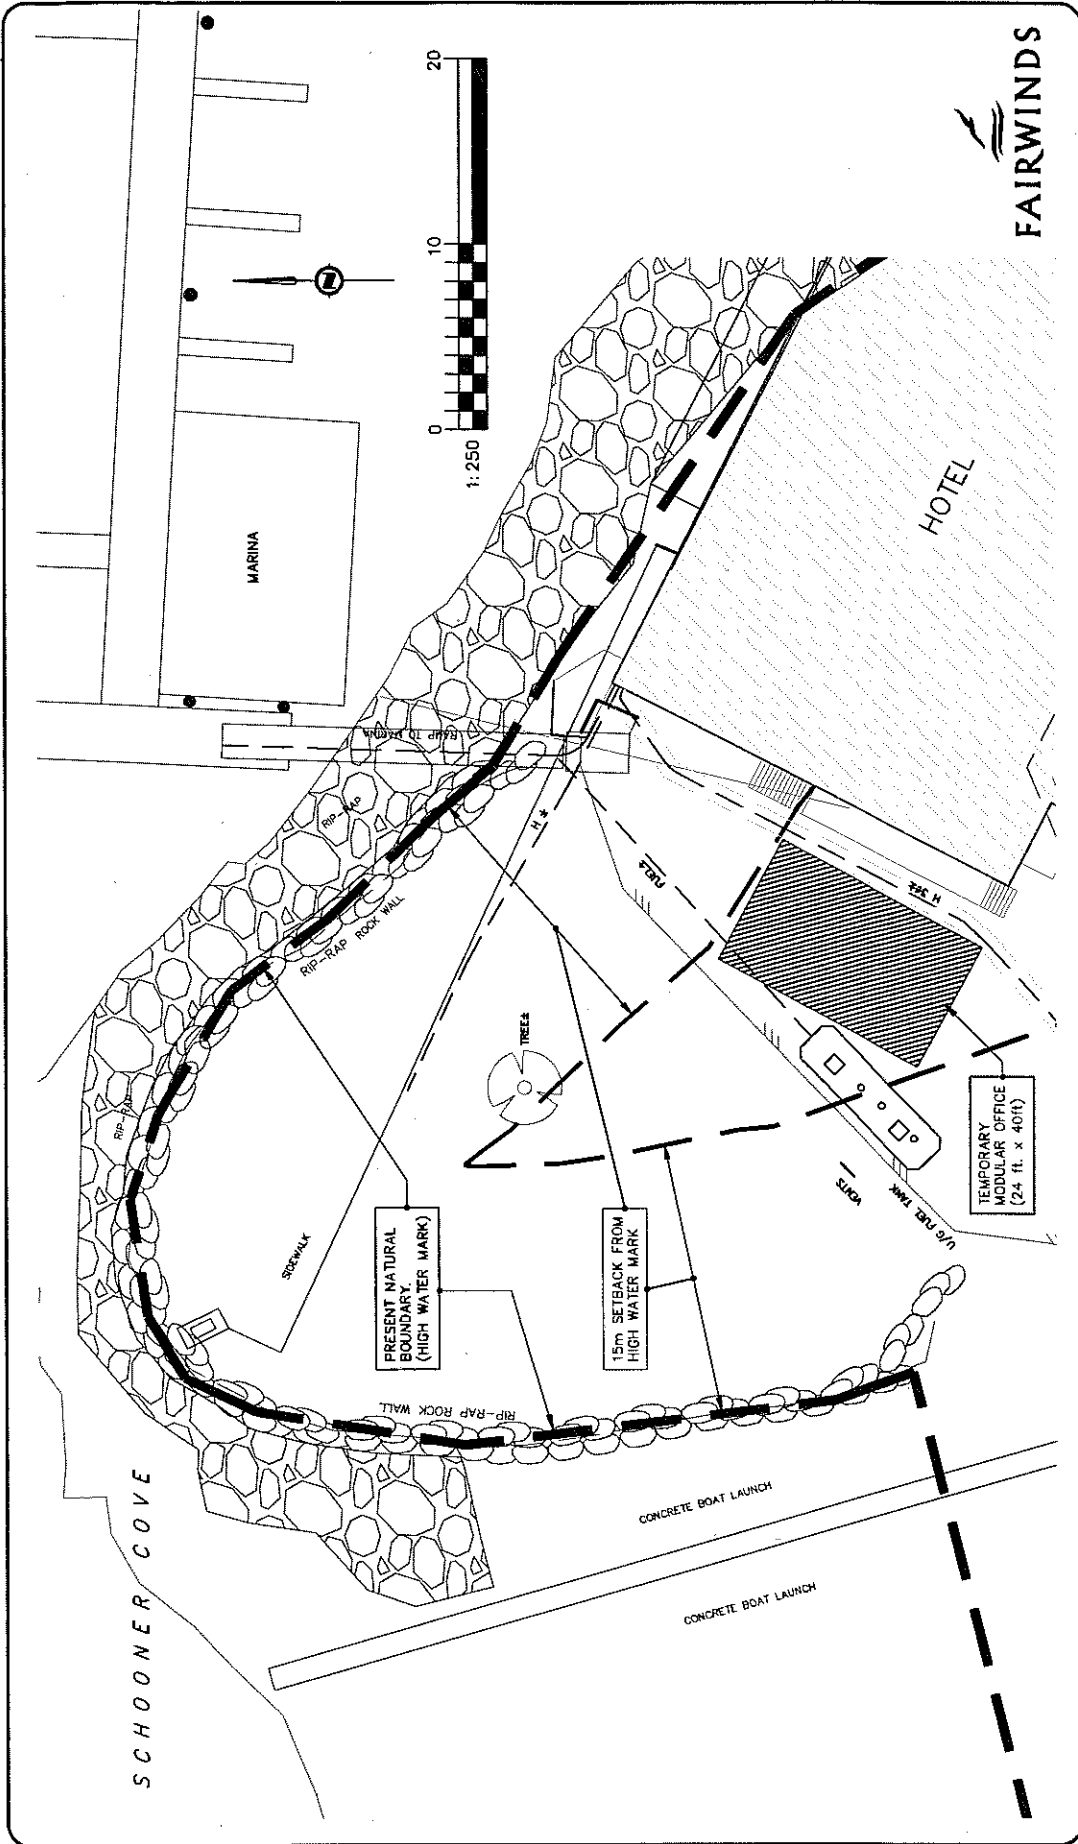 SCHOONER COVE
MARINA
1:250
0
10
20
N
FAIRWINDS
HOTEL
RAMP TO MARINA
RIP-RAP
RIP-RAP ROCK WALL
RIP-RAP
SIDEWALK
TREE±
FUEL±
PRESENT NATURAL
BOUNDARY.
(HIGH WATER MARK)
15m SETBACK FROM
HIGH WATER MARK
RIP-RAP ROCK WALL
VENTS
U/G FUEL TANK
TEMPORARY
MODULAR OFFICE
(24 ft. x 40ft)
CONCRETE BOAT LAUNCH
CONCRETE BOAT LAUNCH